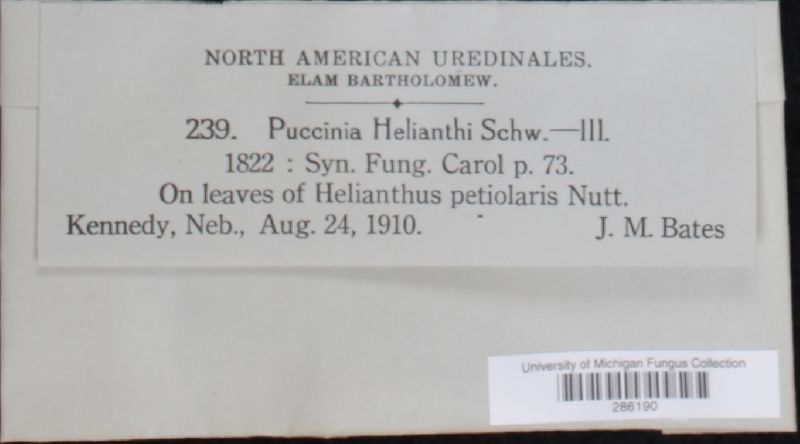 NORTH AMERICAN UREDINALES.
ELAM BARTHOLOMEW.
239. Puccinia Helianthi Schw.—III.
1822 : Syn. Fung. Carol p. 73.
On leaves of Helianthus petiolaris Nutt.
Kennedy, Neb., Aug. 24, 1910. J. M. Bates
University of Michigan Fungus Collection
286190